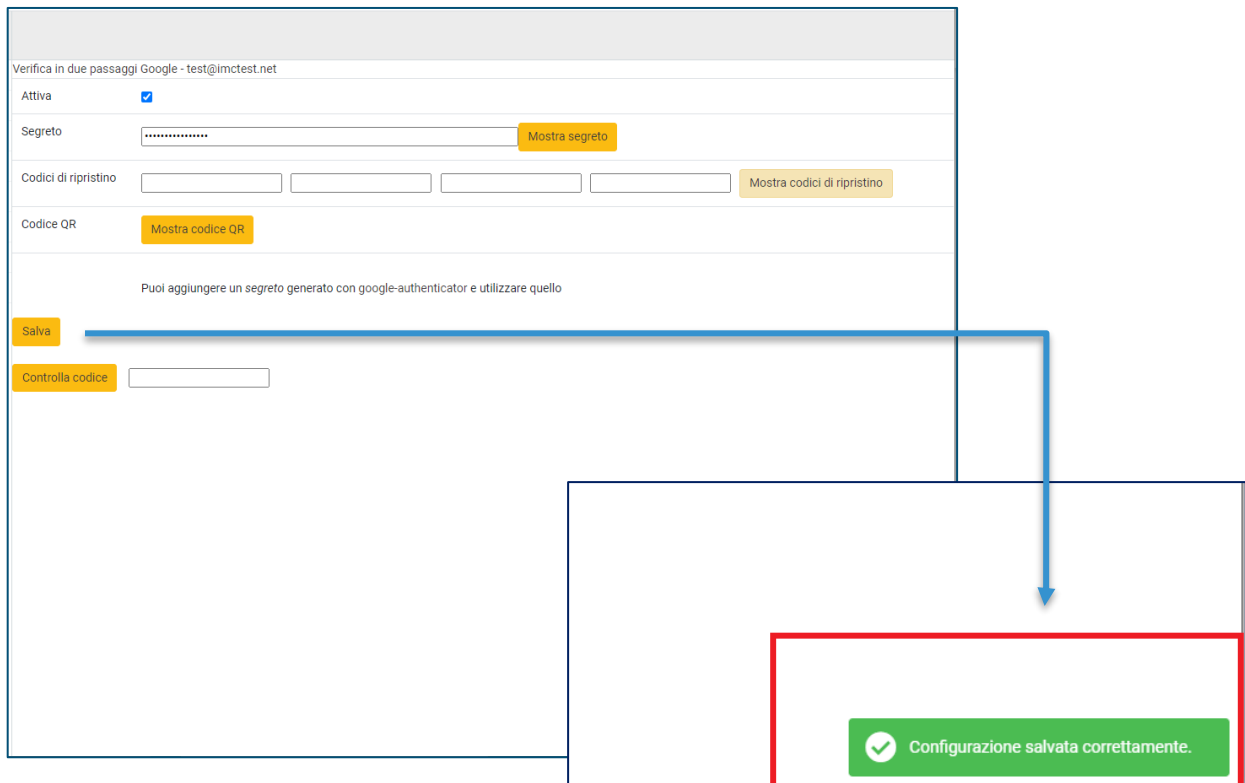 Verifica in due passaggi Google - test@imctest.net
Attiva
Segreto •••••••••••••••• Mostra segreto
Codici di ripristino Mostra codici di ripristino
Codice QR Mostra codice QR
Puoi aggiungere un segreto generato con google-authenticator e utilizzare quello
Salva
Controlla codice
Configurazione salvata correttamente.